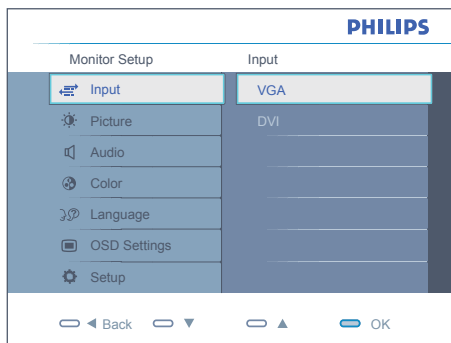 PHILIPS
Monitor Setup Input
Input VGA
Picture DVI
Audio
Color
Language
OSD Settings
Setup
Back OK